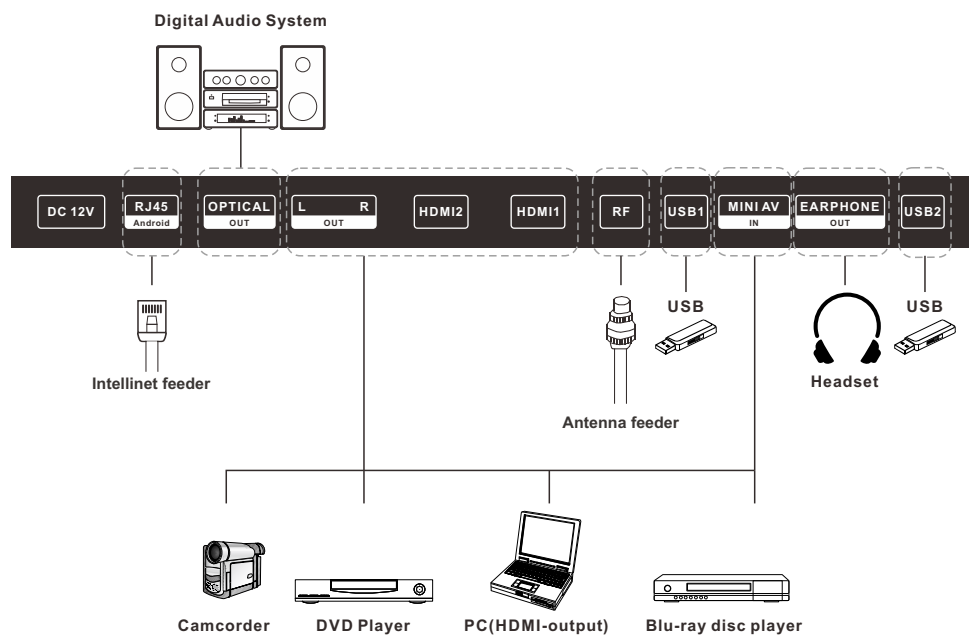 Digital Audio System
DC 12V
RJ45
Android
OPTICAL
OUT
L R
OUT
HDMI2
HDMI1
RF
USB1
MINI AV
IN
EARPHONE
OUT
USB2
Intellinet feeder
Antenna feeder
USB
Headset
USB
Camcorder
DVD Player
PC(HDMI-output)
Blu-ray disc player